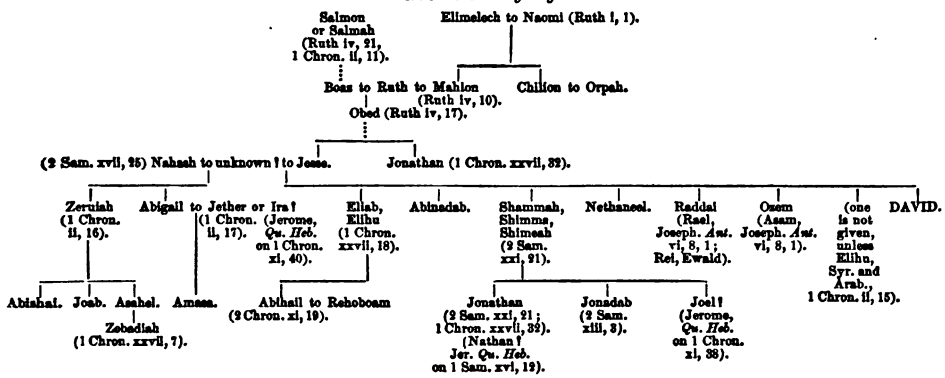 Salmon
or Salmah
(Ruth iv, 21,
1 Chron. ii, 11).
Elimelech to Naomi (Ruth i, 1).
Boas to Ruth to Mahlon
(Ruth iv, 10).
Chilion to Orpah.
Obed (Ruth iv, 17).
(2 Sam. xvii, 25) Nahash to unknown ? to Jesse.
Jonathan (1 Chron. xxvii, 32).
Zeruiah
(1 Chron.
ii, 16).
Abigail to Jether or Ira ?
(1 Chron.
ii, 17).
(Jerome,
Qu. Heb.
on 1 Chron.
xi, 40).
Eliab,
Elihu
(1 Chron.
xxvii, 18).
Abinadab.
Shammah,
Shimma,
Shimeah
(2 Sam.
xxi, 21).
Nethaneel.
Raddai
(Rael,
Joseph. Ant.
vi, 8, 1;
Rei, Ewald).
Ozem
(Asam,
Joseph. Ant.
vi, 8, 1).
(one
is not
given,
unless
Elihu,
Syr. and
Arab.,
1 Chron. ii, 15).
DAVID.
Abishai.
Joab.
Asahel.
Amasa.
Zebadiah
(1 Chron. xxvii, 7).
Abihail to Rehoboam
(2 Chron. xi, 19).
Jonathan
(2 Sam. xxi, 21;
1 Chron. xxvii, 32).
(Nathan ?
Jer. Qu. Heb.
on 1 Sam. xvi, 12).
Jonadab
(2 Sam.
xiii, 3).
Joel ?
(Jerome,
Qu. Heb.
on 1 Chron.
xi, 38).